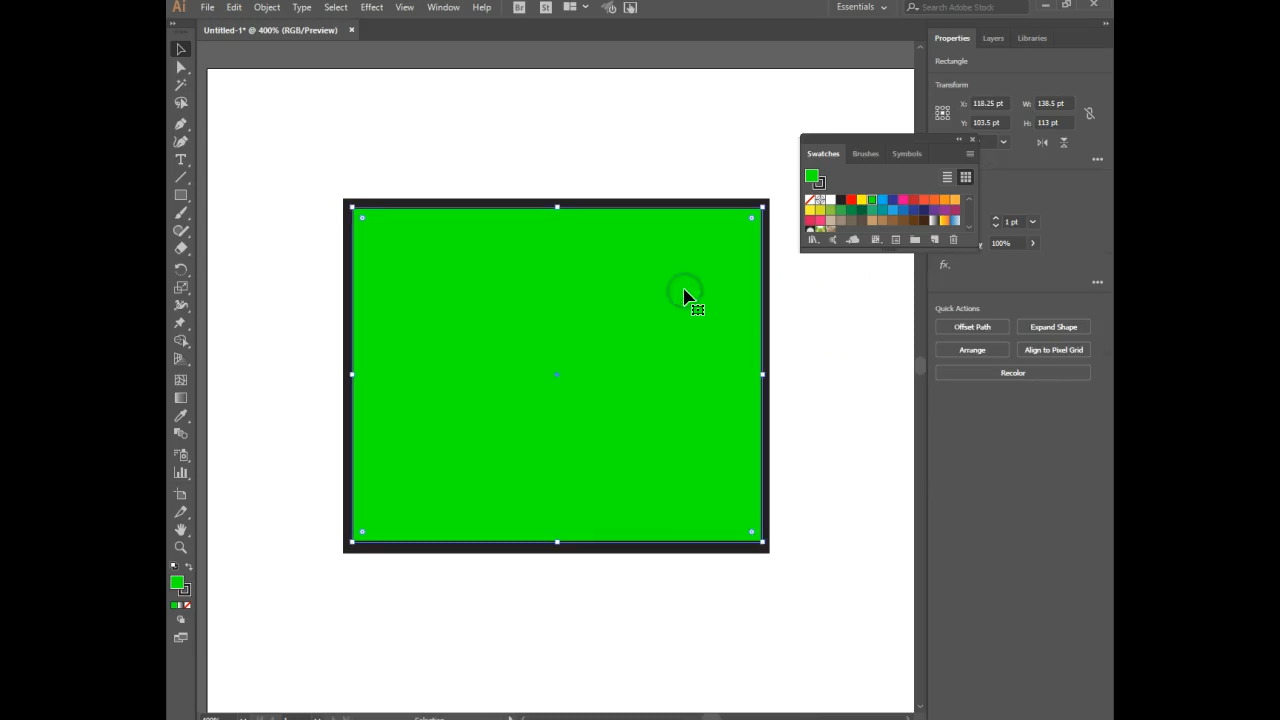 Ai File Edit Object Type Select Effect View Window Help Br St Essentials Search Adobe Stock
Untitled-1* @ 400% (RGB/Preview)
Properties Layers Libraries
Rectangle
Transform
X: 118.25 pt W: 138.5 pt
Y: 103.5 pt H: 113 pt
Swatches Brushes Symbols
1 pt
100%
fx.
Quick Actions
Offset Path Expand Shape
Arrange Align to Pixel Grid
Recolor